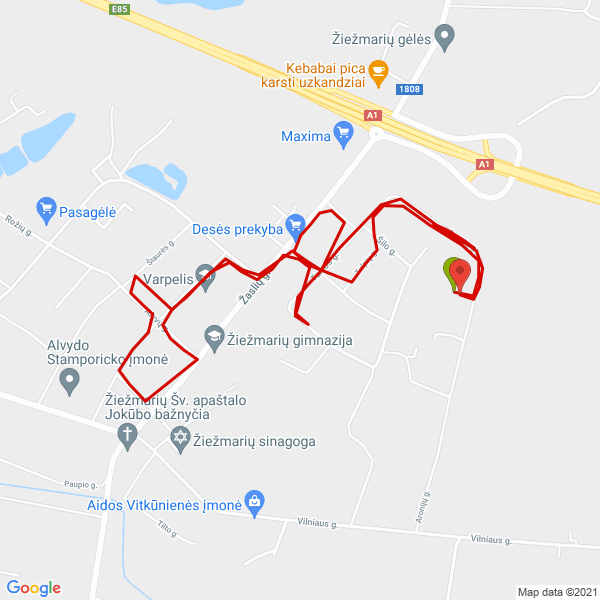 E85
Žiežmarių gėlės
Kebabai pica
karsti uzkandziai
1808
A1
Maxima
A1
Pasagėlė
Rožių g.
Desės prekyba
Šiaurės g.
Šilo g.
Varpelis
Žaslių g.
Žiežmarių gimnazija
Alvydo
Stamporicko įmonė
Žiežmarių Šv. apaštalo
Jokūbo bažnyčia
Žiežmarių sinagoga
Paupio g.
Aronijų g.
Aidos Vitkūnienės įmonė
Tilto g.
Vilniaus g.
Vilniaus g.
Google
Map data ©2021